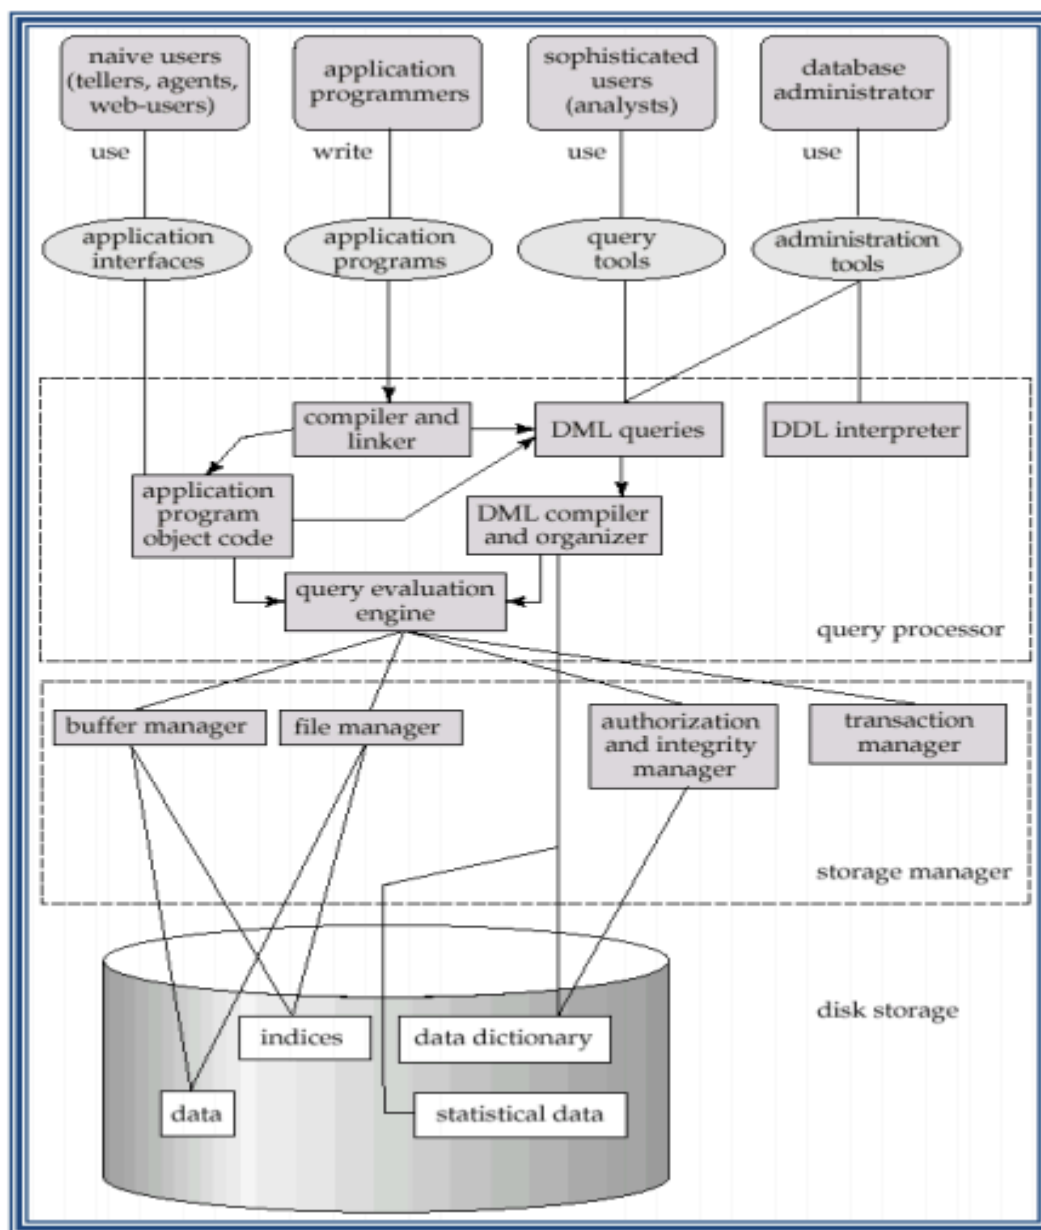 naive users
(tellers, agents,
web-users)
application
programmers
sophisticated
users
(analysts)
database
administrator
use
write
use
use
application
interfaces
application
programs
query
tools
administration
tools
compiler and
linker
DML queries
DDL interpreter
application
program
object code
DML compiler
and organizer
query evaluation
engine
query processor
buffer manager
file manager
authorization
and integrity
manager
transaction
manager
storage manager
disk storage
indices
data dictionary
data
statistical data